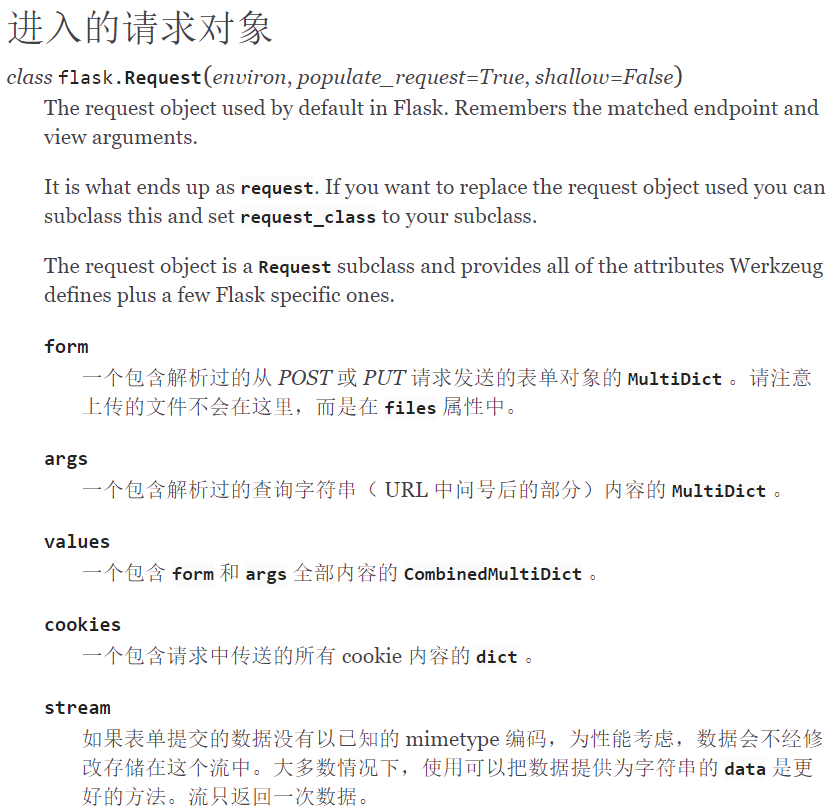 进入的请求对象
class flask.Request(environ, populate_request=True, shallow=False)
The request object used by default in Flask. Remembers the matched endpoint and
view arguments.
It is what ends up as request. If you want to replace the request object used you can
subclass this and set request_class to your subclass.
The request object is a Request subclass and provides all of the attributes Werkzeug
defines plus a few Flask specific ones.
form
一个包含解析过的从 POST 或 PUT 请求发送的表单对象的 MultiDict 。请注意
上传的文件不会在这里，而是在 files 属性中。
args
一个包含解析过的查询字符串（ URL 中问号后的部分）内容的 MultiDict 。
values
一个包含 form 和 args 全部内容的 CombinedMultiDict 。
cookies
一个包含请求中传送的所有 cookie 内容的 dict 。
stream
如果表单提交的数据没有以已知的 mimetype 编码，为性能考虑，数据会不经修
改存储在这个流中。大多数情况下，使用可以把数据提供为字符串的 data 是更
好的方法。流只返回一次数据。